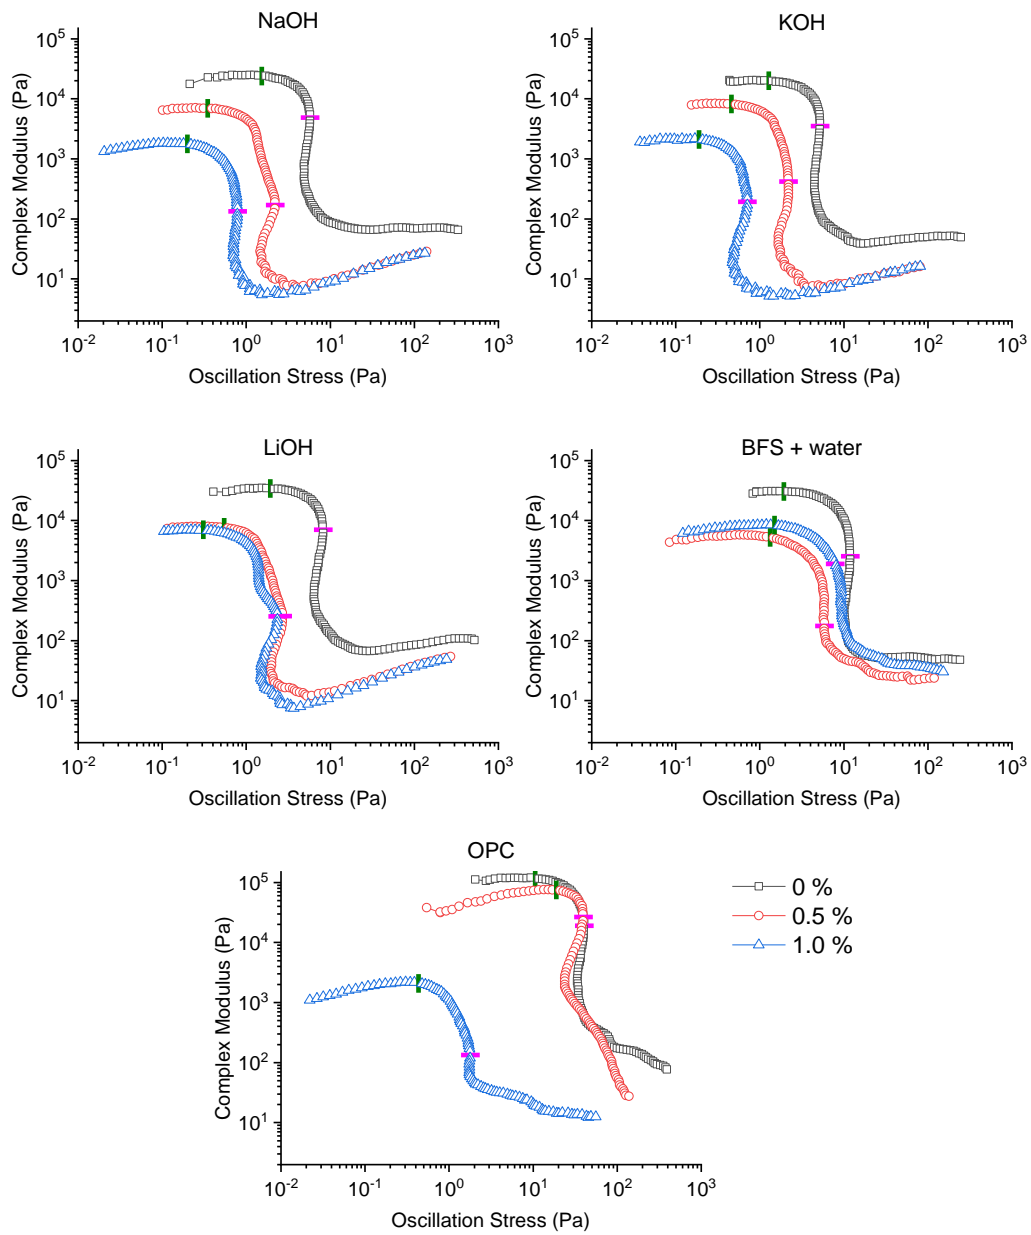 NaOH
10^5
10^4
10^3
10^2
10^1
Complex Modulus (Pa)
10^-2 10^-1 10^0 10^1 10^2 10^3
Oscillation Stress (Pa)
KOH
10^5
10^4
10^3
10^2
10^1
Complex Modulus (Pa)
10^-2 10^-1 10^0 10^1 10^2 10^3
Oscillation Stress (Pa)
LiOH
10^5
10^4
10^3
10^2
10^1
Complex Modulus (Pa)
10^-2 10^-1 10^0 10^1 10^2 10^3
Oscillation Stress (Pa)
BFS + water
10^5
10^4
10^3
10^2
10^1
Complex Modulus (Pa)
10^-2 10^-1 10^0 10^1 10^2 10^3
Oscillation Stress (Pa)
OPC
10^5
10^4
10^3
10^2
10^1
Complex Modulus (Pa)
10^-2 10^-1 10^0 10^1 10^2 10^3
Oscillation Stress (Pa)
0 %
0.5 %
1.0 %